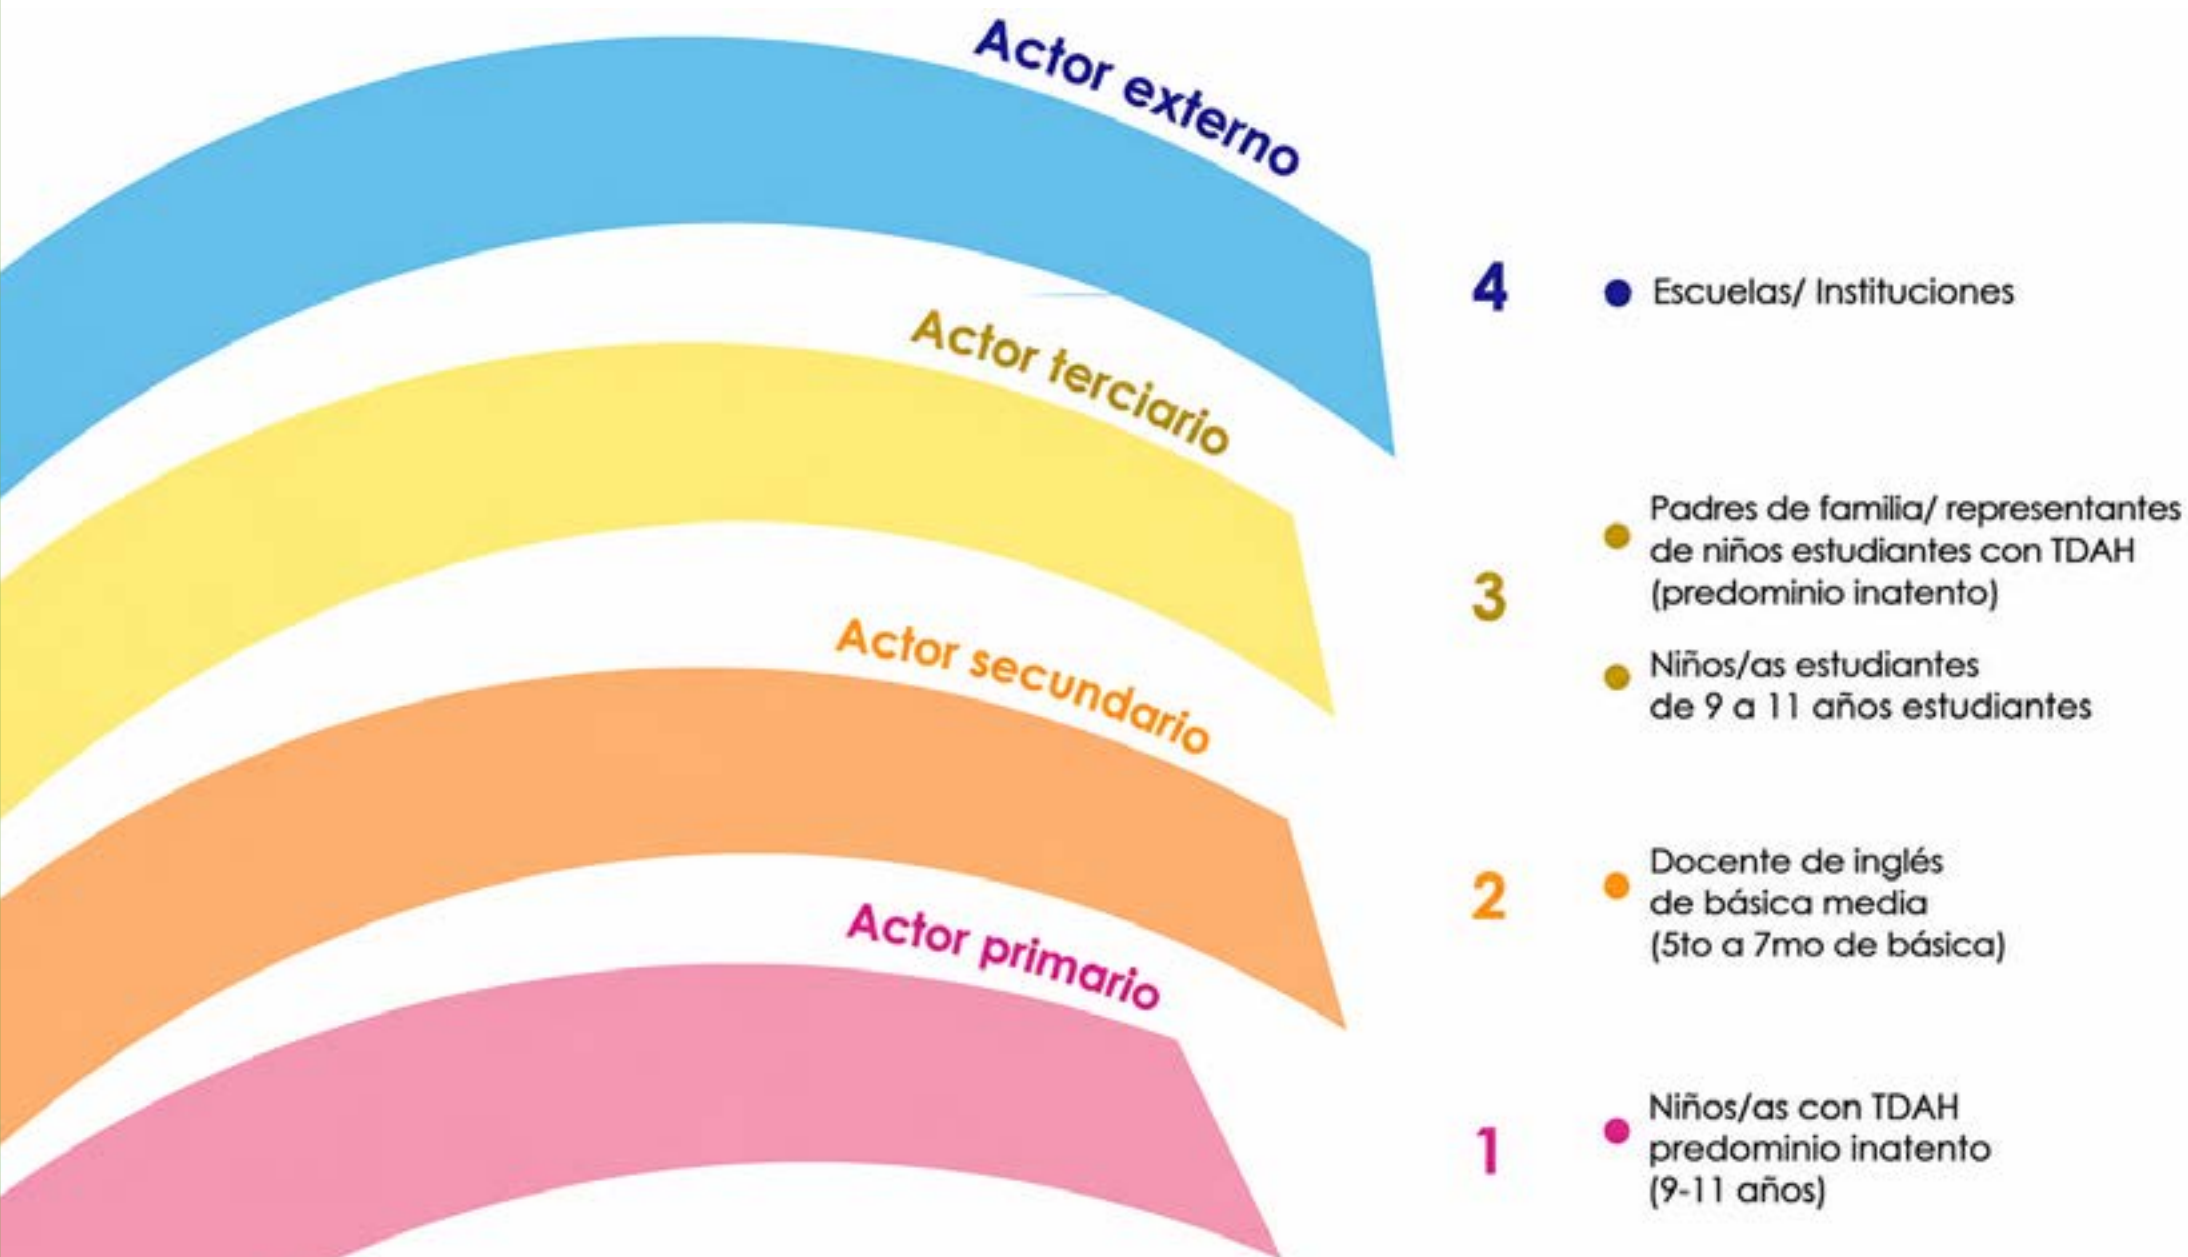 Actor externo
4
Escuelas/ Instituciones
Actor terciario
3
Padres de familia/ representantes
de niños estudiantes con TDAH
(predominio inatento)
Niños/as estudiantes
de 9 a 11 años estudiantes
Actor secundario
2
Docente de inglés
de básica media
(5to a 7mo de básica)
Actor primario
1
Niños/as con TDAH
predominio inatento
(9-11 años)